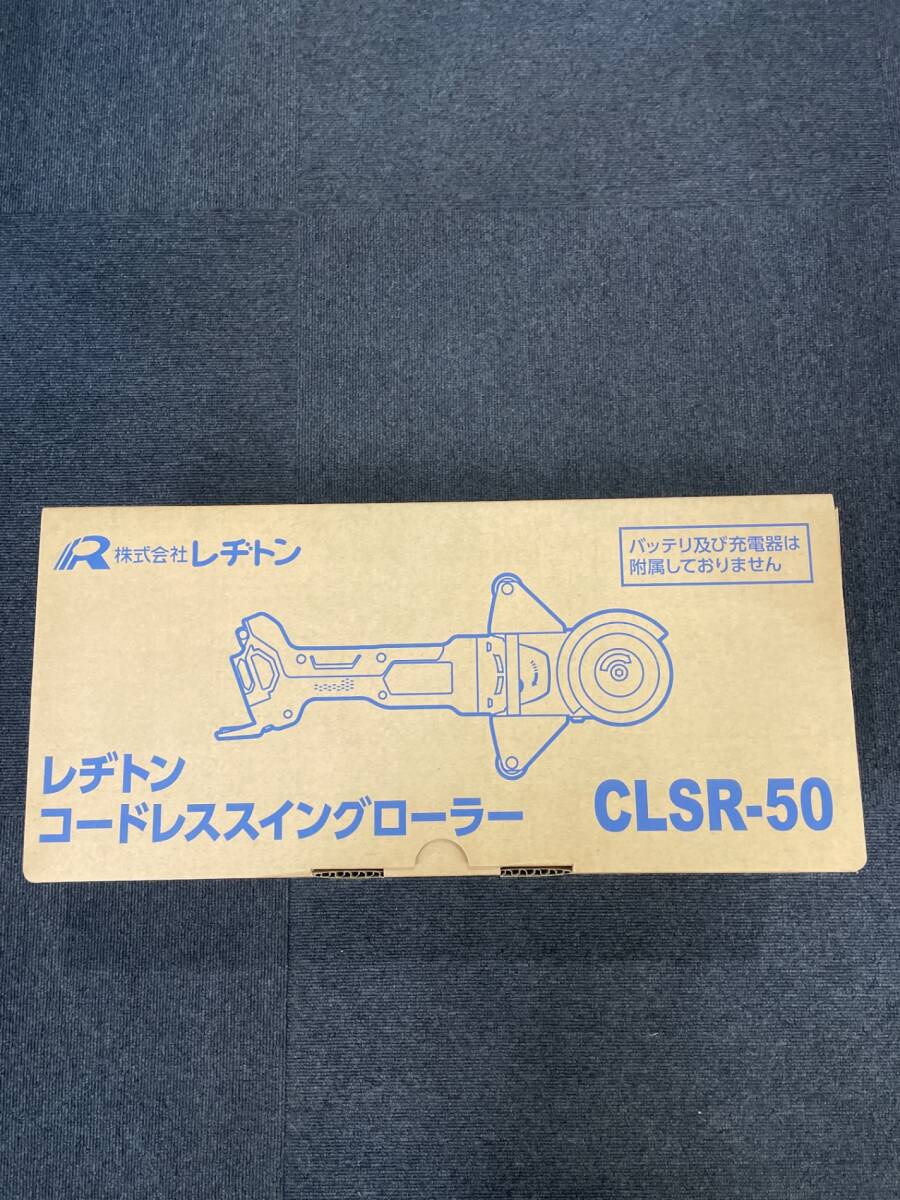 株式会社レヂトン
バッテリ及び充電器は
附属しておりません
レヂトン
コードレススイングローラー
CLSR-50